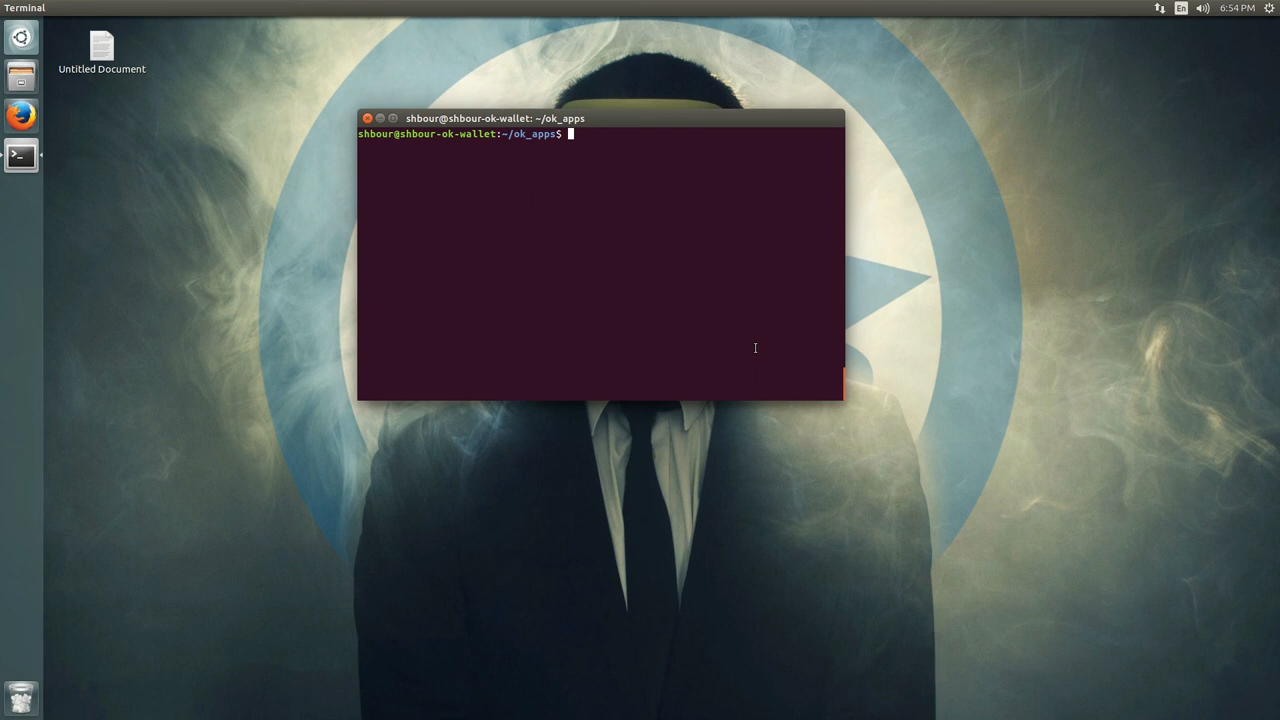 Terminal
En
6:54 PM
Untitled Document
shbour@shbour-ok-wallet: ~/ok_apps
shbour@shbour-ok-wallet:~/ok_apps$